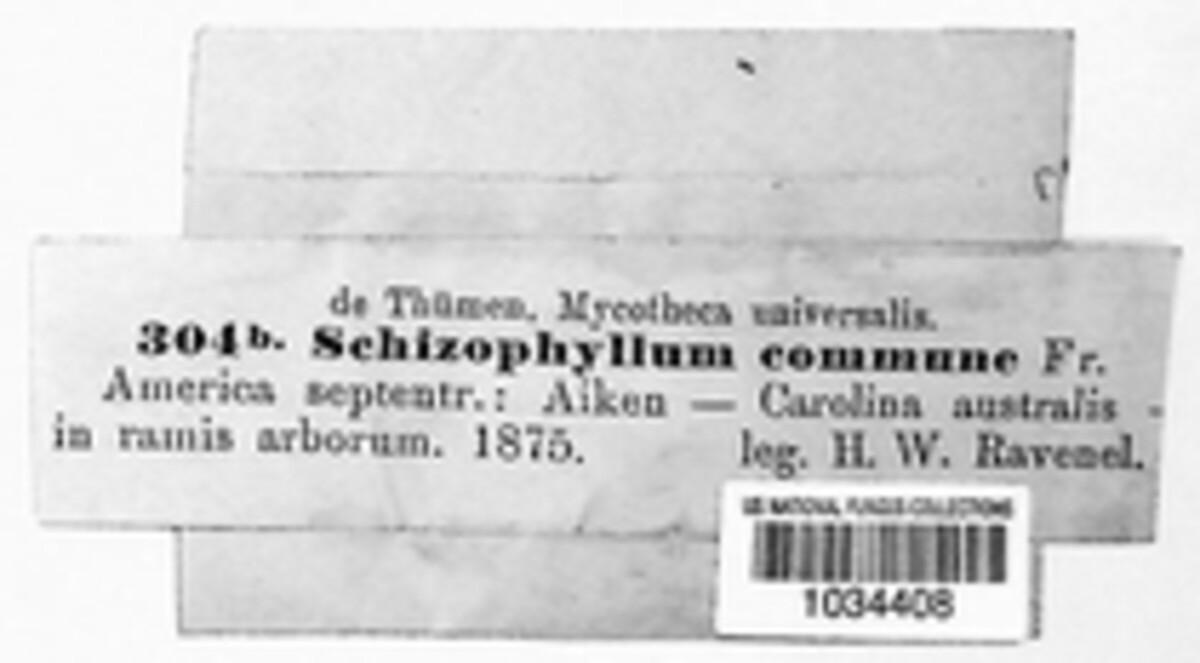 de Thümen. Mycotheca universalis.
304b. Schizophyllum commune Fr.
America septentr.: Aiken — Carolina australis -
in ramis arborum. 1875. leg. H. W. Ravenel.
US NATIONAL FUNGUS COLLECTIONS
1034408